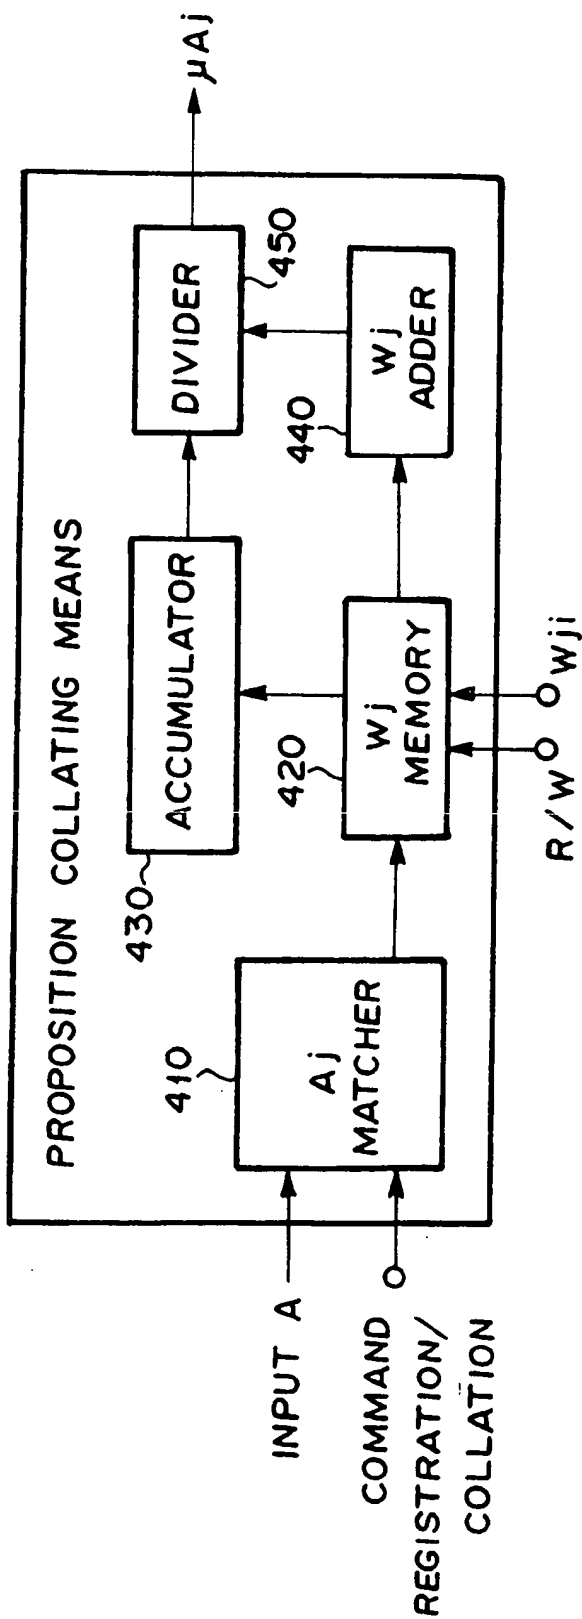 PROPOSITION COLLATING MEANS
INPUT A
COMMAND
REGISTRATION/
COLLATION
410
Aj
MATCHER
420
Wj
MEMORY
R/W
Wji
430
ACCUMULATOR
440
Wj
ADDER
DIVIDER
450
μAj